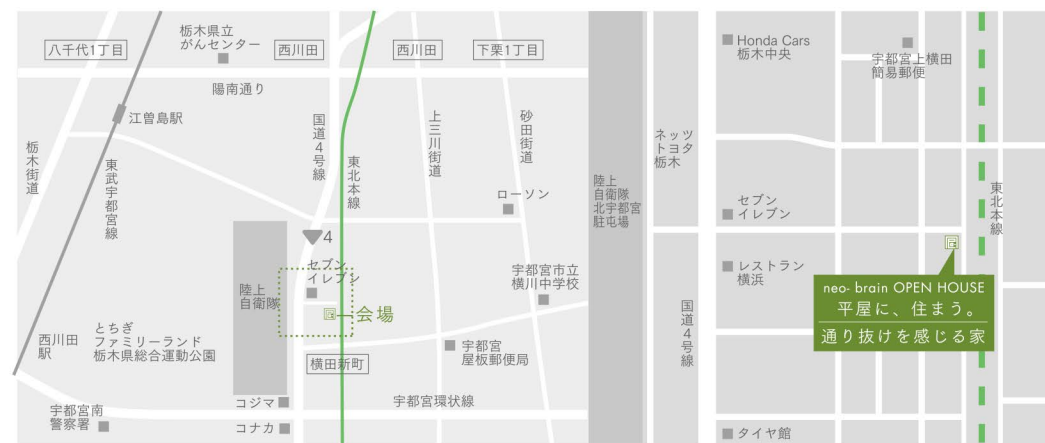 八千代1丁目
栃木県立
がんセンター
西川田
西川田
下栗1丁目
陽南通り
江曽島駅
栃木街道
東武宇都宮線
国道4号線
東北本線
上三川街道
砂田街道
ローソン
4
セブン
イレブン
陸上
自衛隊
会場
宇都宮市立
横川中学校
西川田
駅
とちぎ
ファミリーランド
栃木県総合運動公園
横田新町
宇都宮
屋板郵便局
コジマ
宇都宮環状線
宇都宮南
警察署
コナカ
陸上
自衛隊
北宇都宮
駐屯場
ネッツ
トヨタ
栃木
国道4号線
Honda Cars
栃木中央
宇都宮上横田
簡易郵便
東北本線
セブン
イレブン
レストラン
横浜
neo- brain OPEN HOUSE
平屋に、住まう。
通り抜けを感じる家
タイヤ館